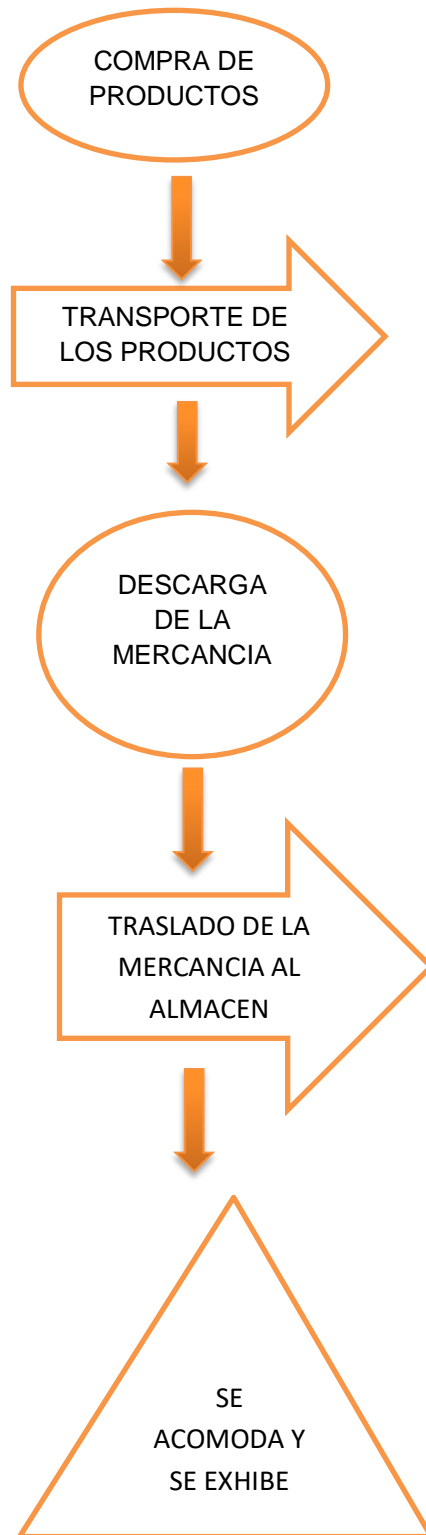 COMPRA DE
PRODUCTOS
TRANSPORTE DE
LOS PRODUCTOS
DESCARGA
DE LA
MERCANCIA
TRASLADO DE LA
MERCANCIA AL
ALMACEN
SE
ACOMODA Y
SE EXHIBE